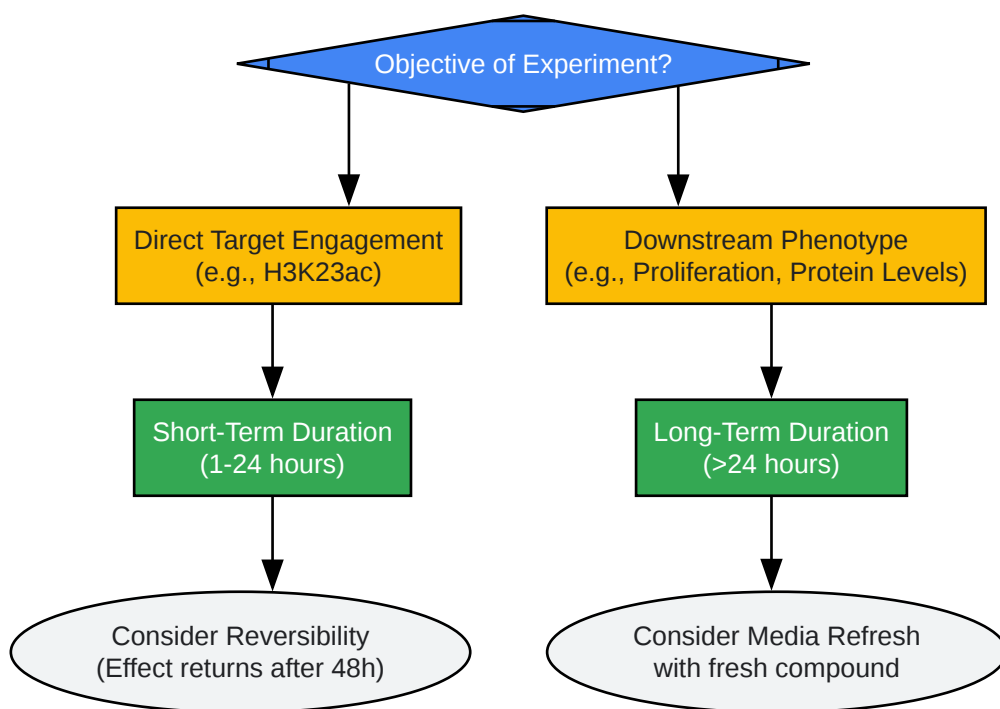 Objective of Experiment?
Direct Target Engagement
(e.g., H3K23ac)
Downstream Phenotype
(e.g., Proliferation, Protein Levels)
Short-Term Duration
(1-24 hours)
Long-Term Duration
(>24 hours)
Consider Reversibility
(Effect returns after 48h)
Consider Media Refresh
with fresh compound